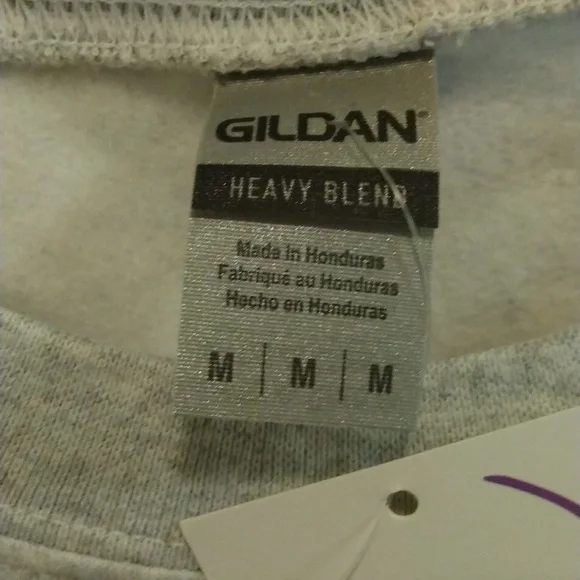 GILDAN®
HEAVY BLEND
Made in Honduras
Fabriqué au Honduras
Hecho en Honduras
M | M | M